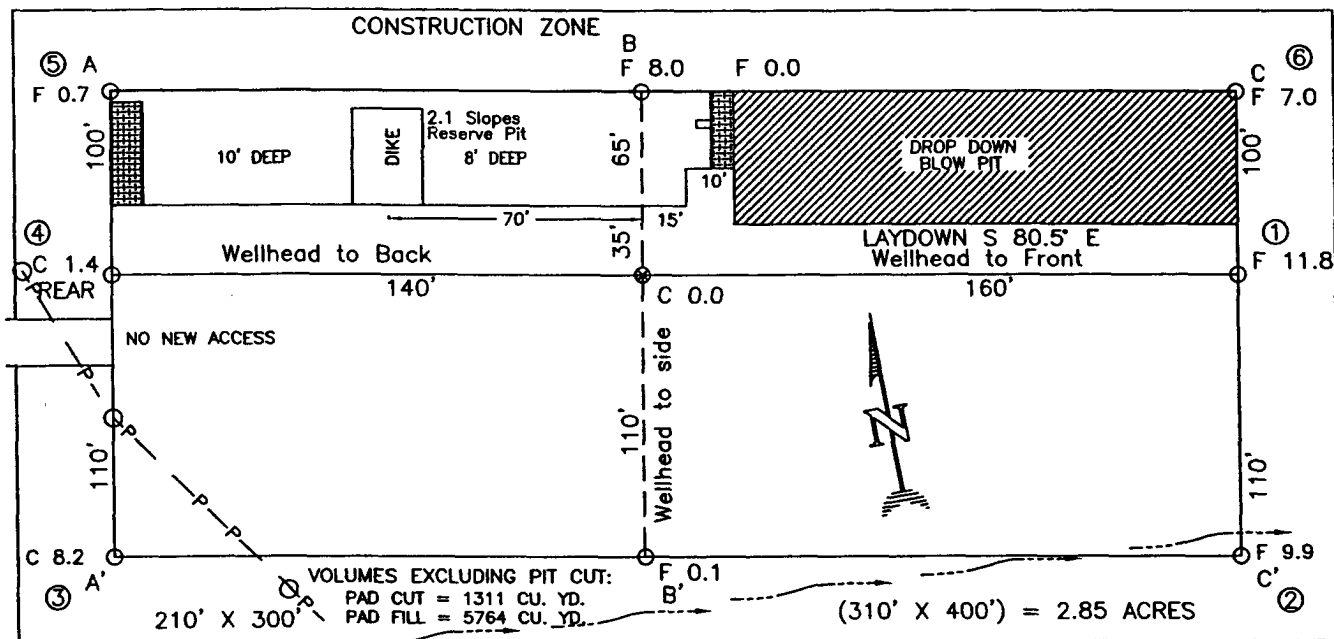 CONSTRUCTION ZONE
⑤ A
B
C ⑥
F 0.7
F 8.0
F 0.0
F 7.0
100'
10' DEEP
DIKE
2.1 Slopes
Reserve Pit
8' DEEP
65'
10'
DROP DOWN
BLOW PIT
100'
70'
15'
④
Wellhead to Back
35'
LAYDOWN S 80.5° E
Wellhead to Front
①
C 1.4
REAR
140'
C 0.0
160'
F 11.8
P
NO NEW ACCESS
P
P
110'
110'
Wellhead to side
N
110'
P
P
C 8.2
A'
③
VOLUMES EXCLUDING PIT CUT:
PAD CUT = 1311 CU. YD.
PAD FILL = 5764 CU. YD.
P
210' X 300'
F 0.1
B'
(310' X 400') = 2.85 ACRES
F 9.9
C'
②